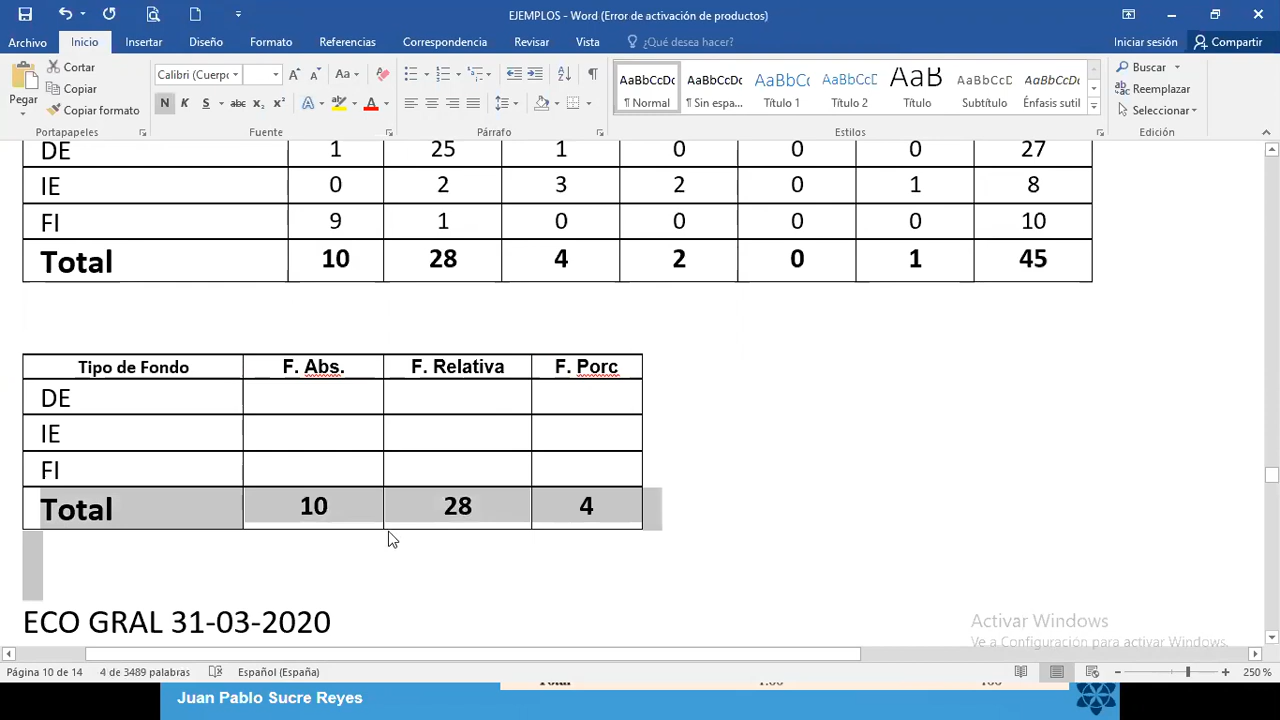 EJEMPLOS - Word (Error de activación de productos)
Archivo Inicio Insertar Diseño Formato Referencias Correspondencia Revisar Vista ¿Qué desea hacer? Iniciar sesión Compartir
Pegar
Cortar
Copiar
Copiar formato
Portapapeles
Calibri (Cuerpo
Aa
N K S abc x₂ x² A A
Fuente
Párrafo
AaBbCcDc AaBbCcDc AaBbCc AaBbCcD AaB AaBbCcD AaBbCcDc
¶ Normal ¶ Sin espa... Título 1 Título 2 Título Subtítulo Énfasis sutil
Estilos
Buscar
Reemplazar
Seleccionar
Edición
DE 1 25 1 0 0 0 27
IE 0 2 3 2 0 1 8
FI 9 1 0 0 0 0 10
Total 10 28 4 2 0 1 45
Tipo de Fondo F. Abs. F. Relativa F. Porc
DE
IE
FI
Total 10 28 4
ECO GRAL 31-03-2020
Activar Windows
Ve a Configuración para activar Windows.
Página 10 de 14 4 de 3489 palabras Español (España) 250 %
Juan Pablo Sucre Reyes